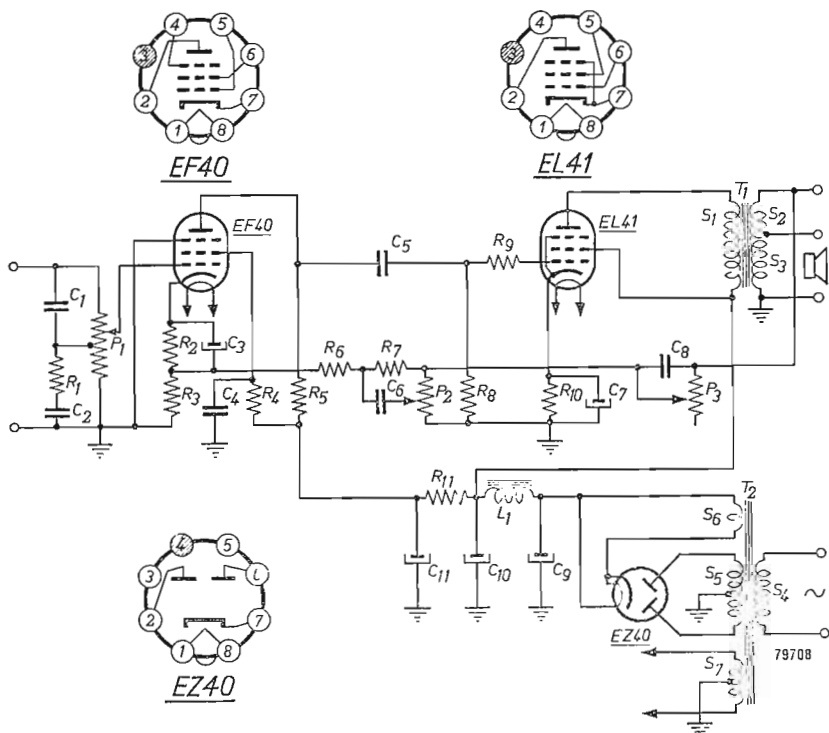 4 5
3 6
2 7
1 8
EF40
4 5
3 6
2 7
1 8
EL41
EF40
EL41
T1
S1 S2
S3
C5
R9
C1
P1
R1
C2
R2 C3
R3 C4 R4 R5
R6 R7
C6 P2 R8
R10 C7
C8
P3
R11
L1
C11 C10 C9
T2
S6
S5 S4
S7
EZ40
79708
4 5
3
2 7
1 8
EZ40